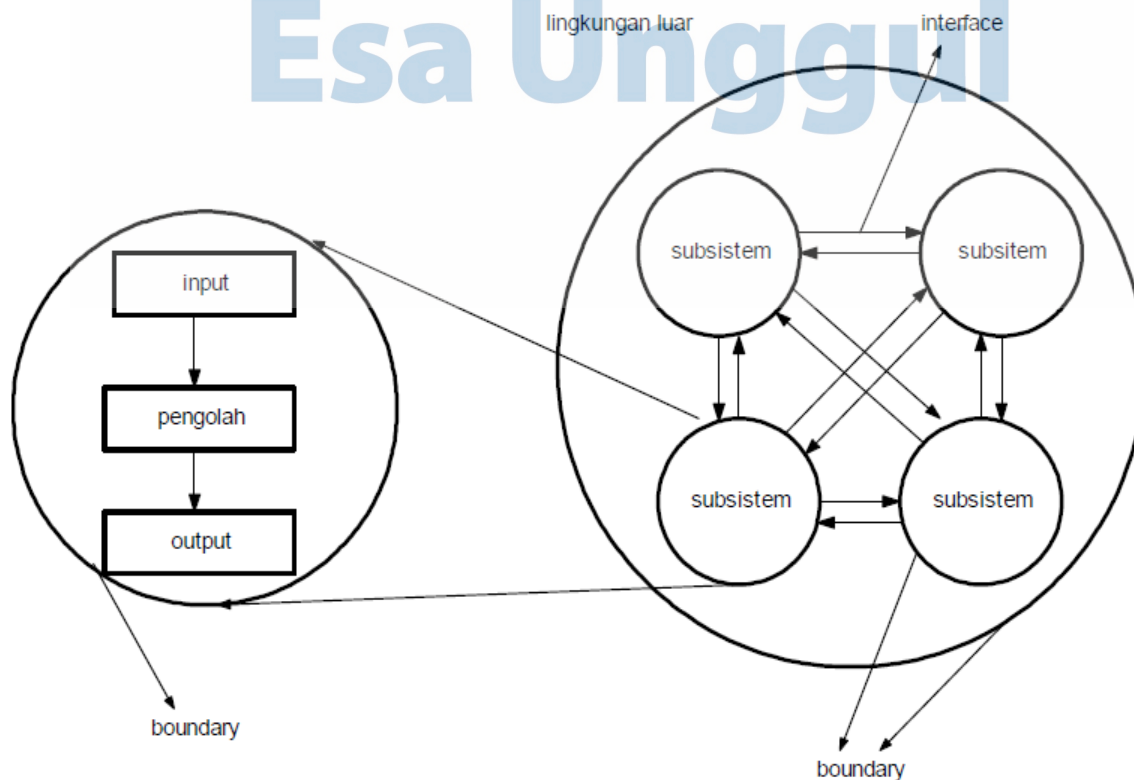 Esa Unggul
lingkungan luar
interface
subsistem
subsitem
input
pengolah
subsistem
subsistem
output
boundary
boundary